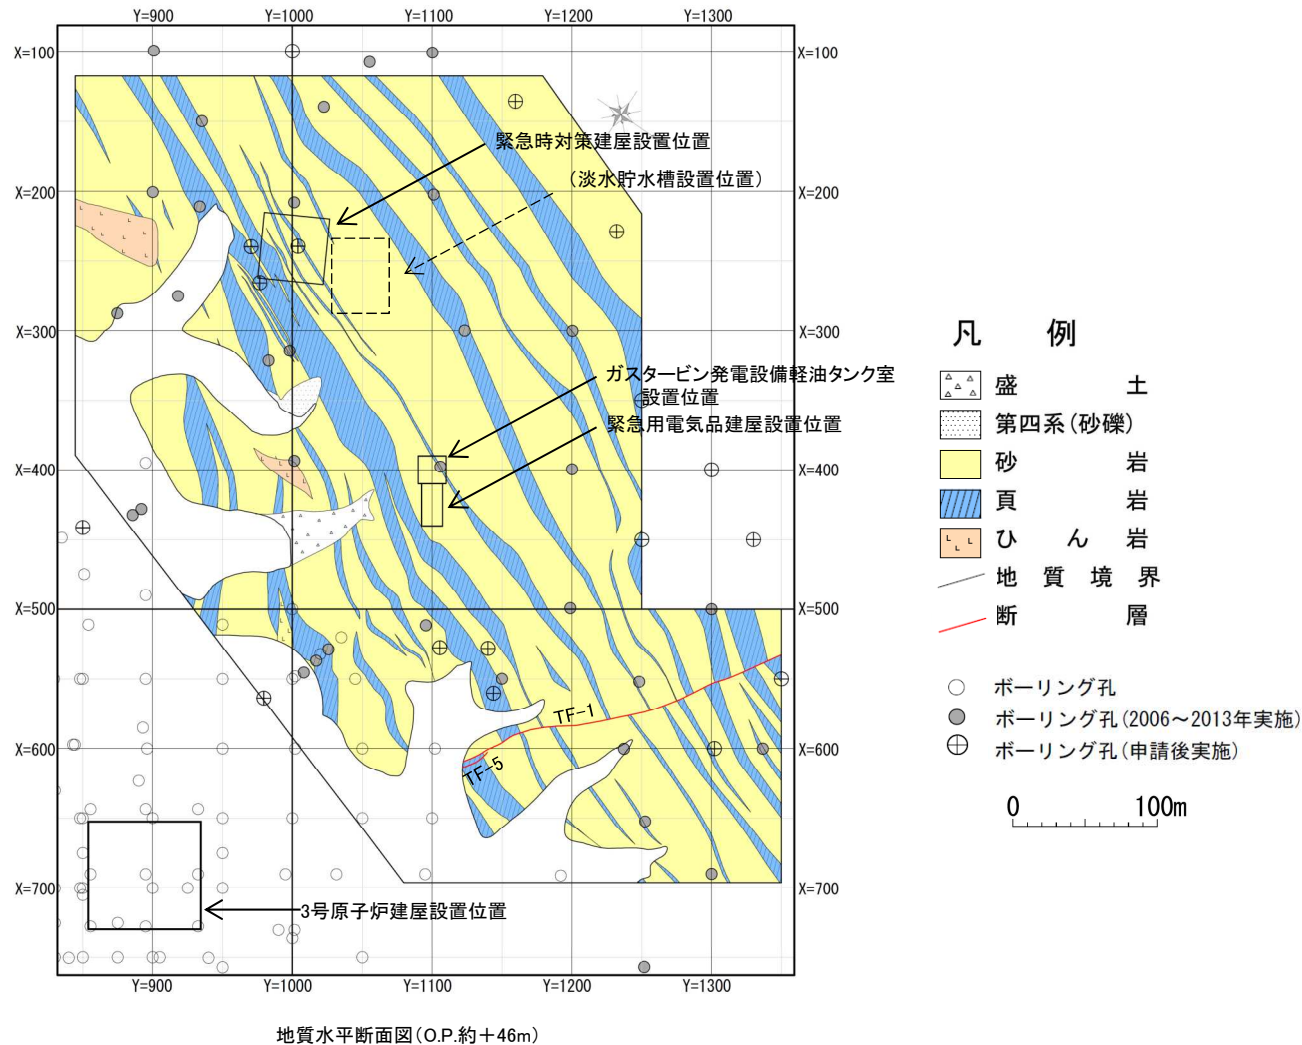 Y=900 Y=1000 Y=1100 Y=1200 Y=1300
X=100 X=100
緊急時対策建屋設置位置
(淡水貯水槽設置位置)
X=200 X=200
X=300 X=300
ガスタービン発電設備軽油タンク室
設置位置
緊急用電気品建屋設置位置
X=400 X=400
X=500 X=500
TF-1
X=600 X=600
TF-5
X=700 X=700
3号原子炉建屋設置位置
Y=900 Y=1000 Y=1100 Y=1200 Y=1300
地質水平断面図(O.P.約+46m)
凡 例
盛 土
第四系(砂礫)
砂 岩
頁 岩
ひ ん 岩
地 質 境 界
断 層
ボーリング孔
ボーリング孔(2006~2013年実施)
ボーリング孔(申請後実施)
0 100m